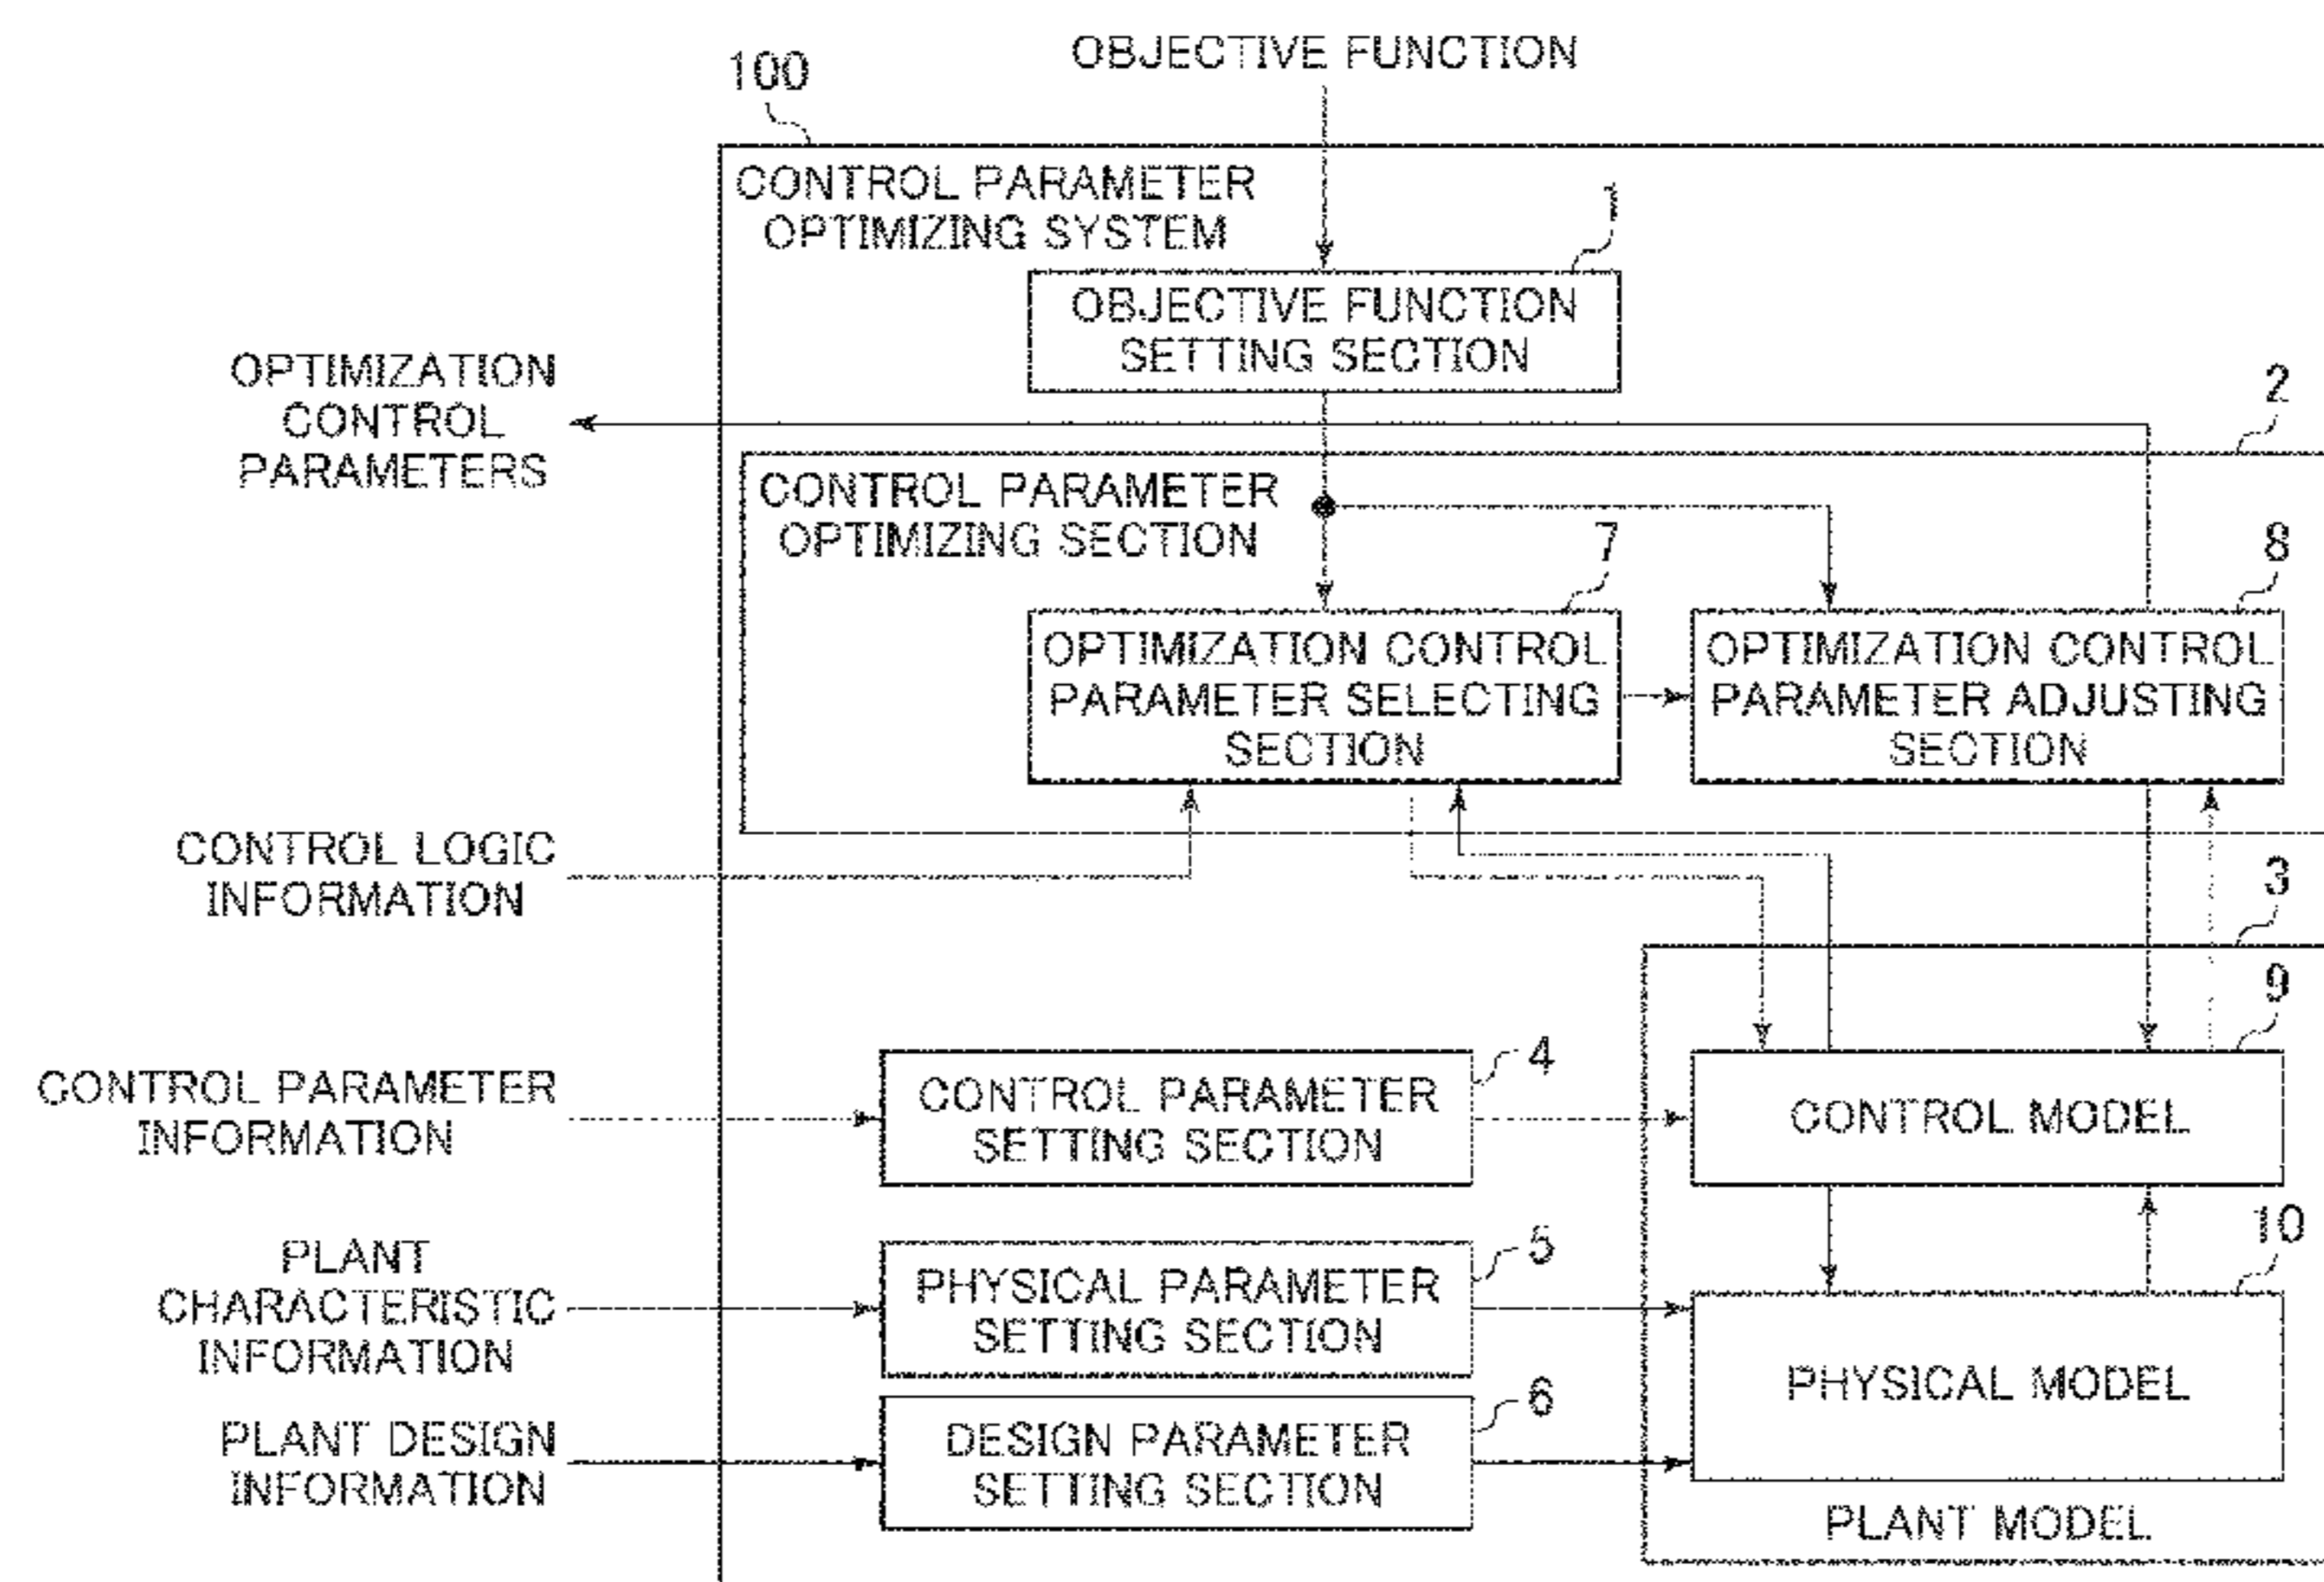 OBJECTIVE FUNCTION
100
CONTROL PARAMETER
OPTIMIZING SYSTEM
1
OBJECTIVE FUNCTION
SETTING SECTION
OPTIMIZATION
CONTROL
PARAMETERS
2
CONTROL PARAMETER
OPTIMIZING SECTION
7
8
OPTIMIZATION CONTROL
PARAMETER SELECTING
SECTION
OPTIMIZATION CONTROL
PARAMETER ADJUSTING
SECTION
CONTROL LOGIC
INFORMATION
3
9
CONTROL PARAMETER
INFORMATION
4
CONTROL PARAMETER
SETTING SECTION
CONTROL MODEL
PLANT
CHARACTERISTIC
INFORMATION
5
PHYSICAL PARAMETER
SETTING SECTION
10
PHYSICAL MODEL
PLANT DESIGN
INFORMATION
6
DESIGN PARAMETER
SETTING SECTION
PLANT MODEL